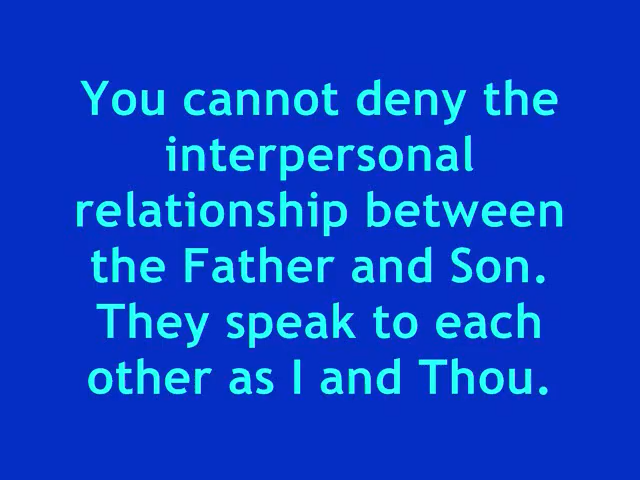 You cannot deny the
interpersonal
relationship between
the Father and Son.
They speak to each
other as I and Thou.